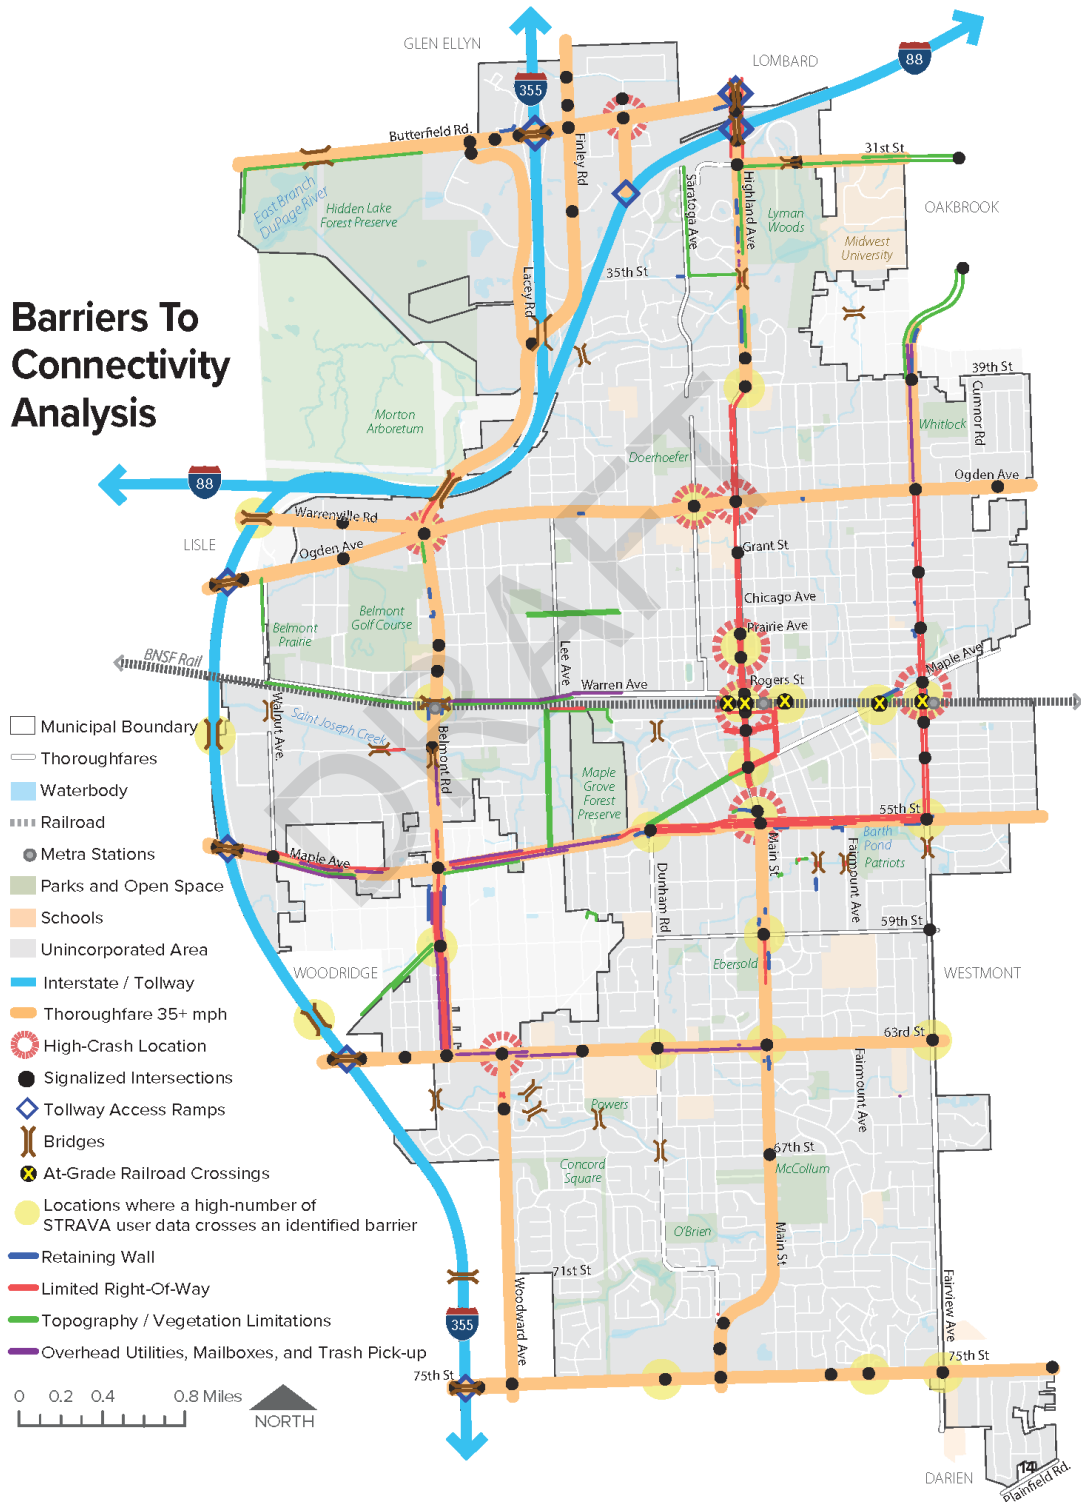 GLEN ELLYN
LOMBARD
88
355
Butterfield Rd.
Finley Rd
31st St
East Branch
DuPage River
Hidden Lake
Forest Preserve
Saratoga Ave
Highland Ave
Lyman
Woods
OAKBROOK
Midwest
University
35th St
Lacey Rd
Barriers To
Connectivity
Analysis
39th St
Cumnor Rd
Whitlock
Morton
Arboretum
Doerhoefer
Ogden Ave
88
Warrenville Rd
LISLE
Ogden Ave
Grant St
Chicago Ave
Belmont
Golf Course
Belmont
Prairie
Prairie Ave
BNSF Rail
Lee Ave
Maple Ave
Warren Ave
Rogers St
Walnut Ave.
Saint Joseph Creek
Belmont Rd
Maple
Grove
Forest
Preserve
55th St
Barth
Pond
Patriots
Maple Ave
Main St
Fairmount Ave
Dunham Rd
59th St
WOODRIDGE
Ebersold
WESTMONT
63rd St
Fairmount Ave
Powers
67th St
McCollum
Concord
Square
O'Brien
Main St
71st St
Woodward Ave
Fairview Ave
355
75th St
75th St
DARIEN
Plainfield Rd.
DRAFT
Municipal Boundary
Thoroughfares
Waterbody
Railroad
Metra Stations
Parks and Open Space
Schools
Unincorporated Area
Interstate / Tollway
Thoroughfare 35+ mph
High-Crash Location
Signalized Intersections
Tollway Access Ramps
Bridges
At-Grade Railroad Crossings
Locations where a high-number of
STRAVA user data crosses an identified barrier
Retaining Wall
Limited Right-Of-Way
Topography / Vegetation Limitations
Overhead Utilities, Mailboxes, and Trash Pick-up
0 0.2 0.4 0.8 Miles
NORTH